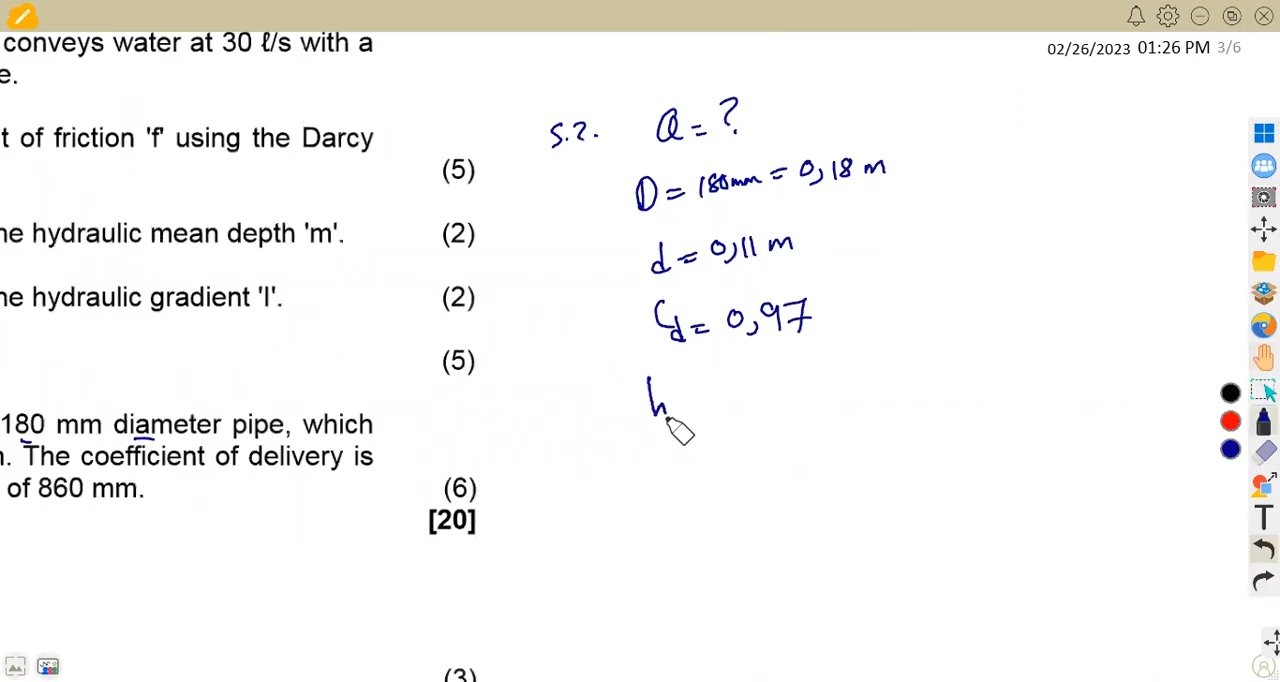 conveys water at 30 ℓ/s with a
e.
02/26/2023 01:26 PM 3/6
t of friction 'f' using the Darcy
(5)
he hydraulic mean depth 'm'. (2)
he hydraulic gradient 'I'. (2)
(5)
180 mm diameter pipe, which
n. The coefficient of delivery is
of 860 mm. (6)
[20]
(3)
5.2. Q = ?
D = 180mm = 0,18 m
d = 0,11 m
Cd = 0,97
h
T